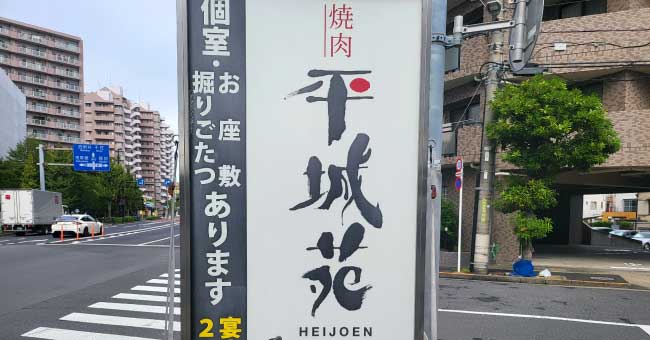 焼肉
平城苑
HEIJOEN
個室・お座敷
掘りごたつあります
2宴